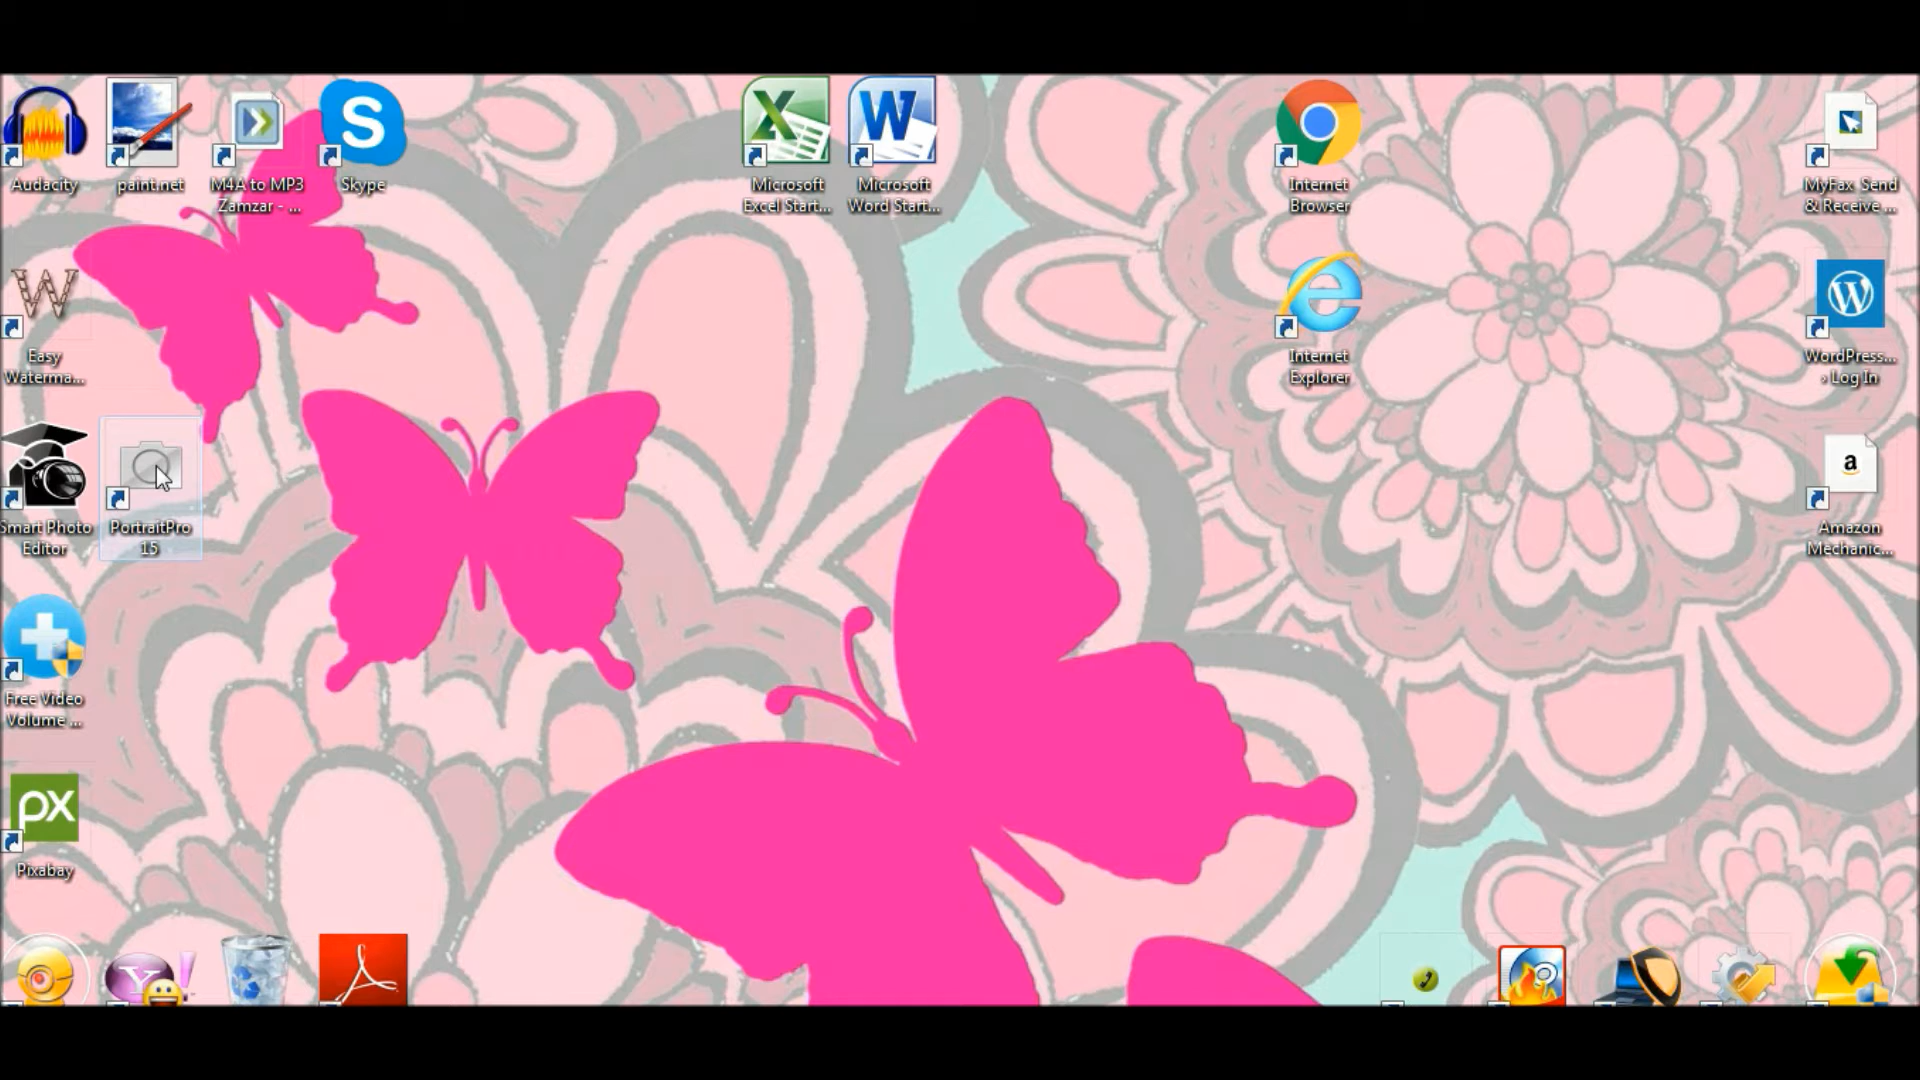 Audacity
paint.net
M4A to MP3
Zamzar - ...
S
Skype
X
Microsoft
Excel Start...
W
Microsoft
Word Start...
Internet
Browser
MyFax Send
& Receive ...
W
Easy
Waterma...
e
Internet
Explorer
W
WordPress...
› Log In
Smart Photo
Editor
PortraitPro
15
a
Amazon
Mechanic...
Free Video
Volume ...
px
Pixabay
Y!